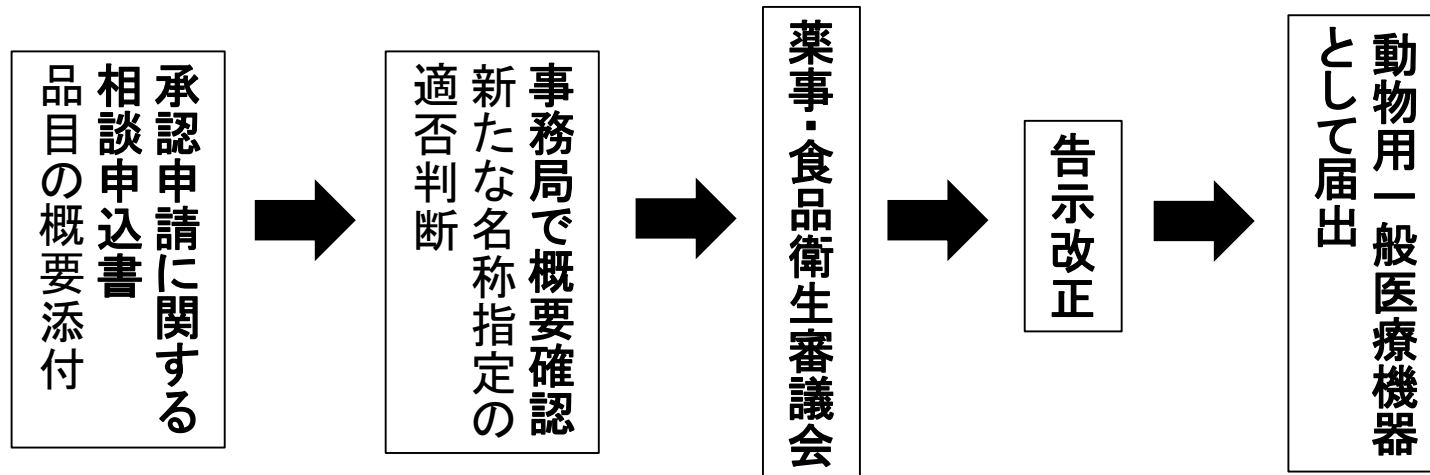 承認申請に関する
相談申込書
品目の概要添付
事務局で概要確認
新たな名称指定の
適否判断
薬事・食品衛生審議会
告示改正
動物用一般医療機器
として届出